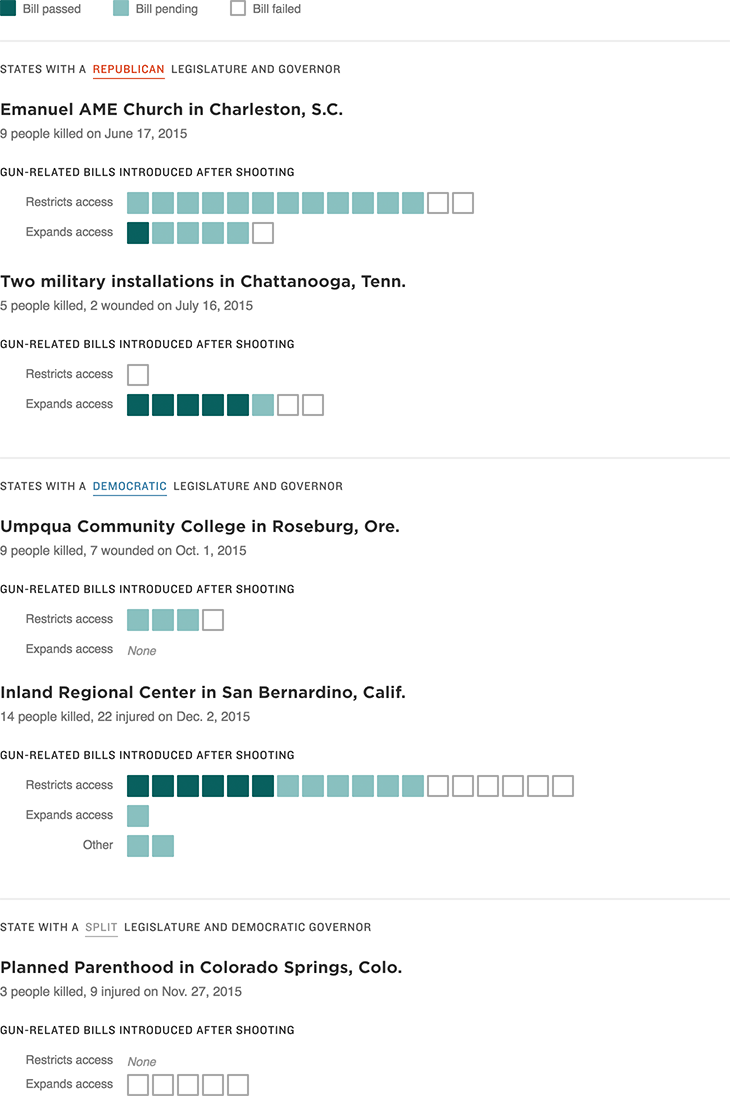 Bill passed Bill pending Bill failed
STATES WITH A REPUBLICAN LEGISLATURE AND GOVERNOR
Emanuel AME Church in Charleston, S.C.
9 people killed on June 17, 2015
GUN-RELATED BILLS INTRODUCED AFTER SHOOTING
Restricts access
Expands access
Two military installations in Chattanooga, Tenn.
5 people killed, 2 wounded on July 16, 2015
GUN-RELATED BILLS INTRODUCED AFTER SHOOTING
Restricts access
Expands access
STATES WITH A DEMOCRATIC LEGISLATURE AND GOVERNOR
Umpqua Community College in Roseburg, Ore.
9 people killed, 7 wounded on Oct. 1, 2015
GUN-RELATED BILLS INTRODUCED AFTER SHOOTING
Restricts access
Expands access None
Inland Regional Center in San Bernardino, Calif.
14 people killed, 22 injured on Dec. 2, 2015
GUN-RELATED BILLS INTRODUCED AFTER SHOOTING
Restricts access
Expands access
Other
STATE WITH A SPLIT LEGISLATURE AND DEMOCRATIC GOVERNOR
Planned Parenthood in Colorado Springs, Colo.
3 people killed, 9 injured on Nov. 27, 2015
GUN-RELATED BILLS INTRODUCED AFTER SHOOTING
Restricts access None
Expands access